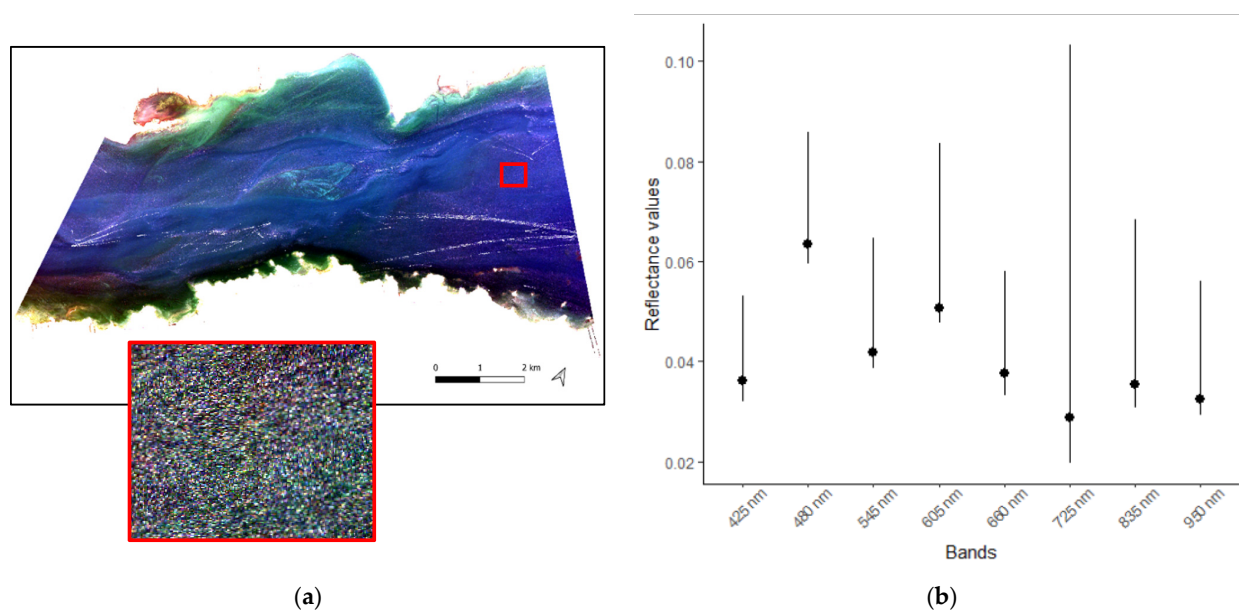 0 1 2 km
(a)
0.10
0.08
0.06
0.04
0.02
Reflectance values
425 nm
480 nm
545 nm
605 nm
660 nm
725 nm
835 nm
950 nm
Bands
(b)